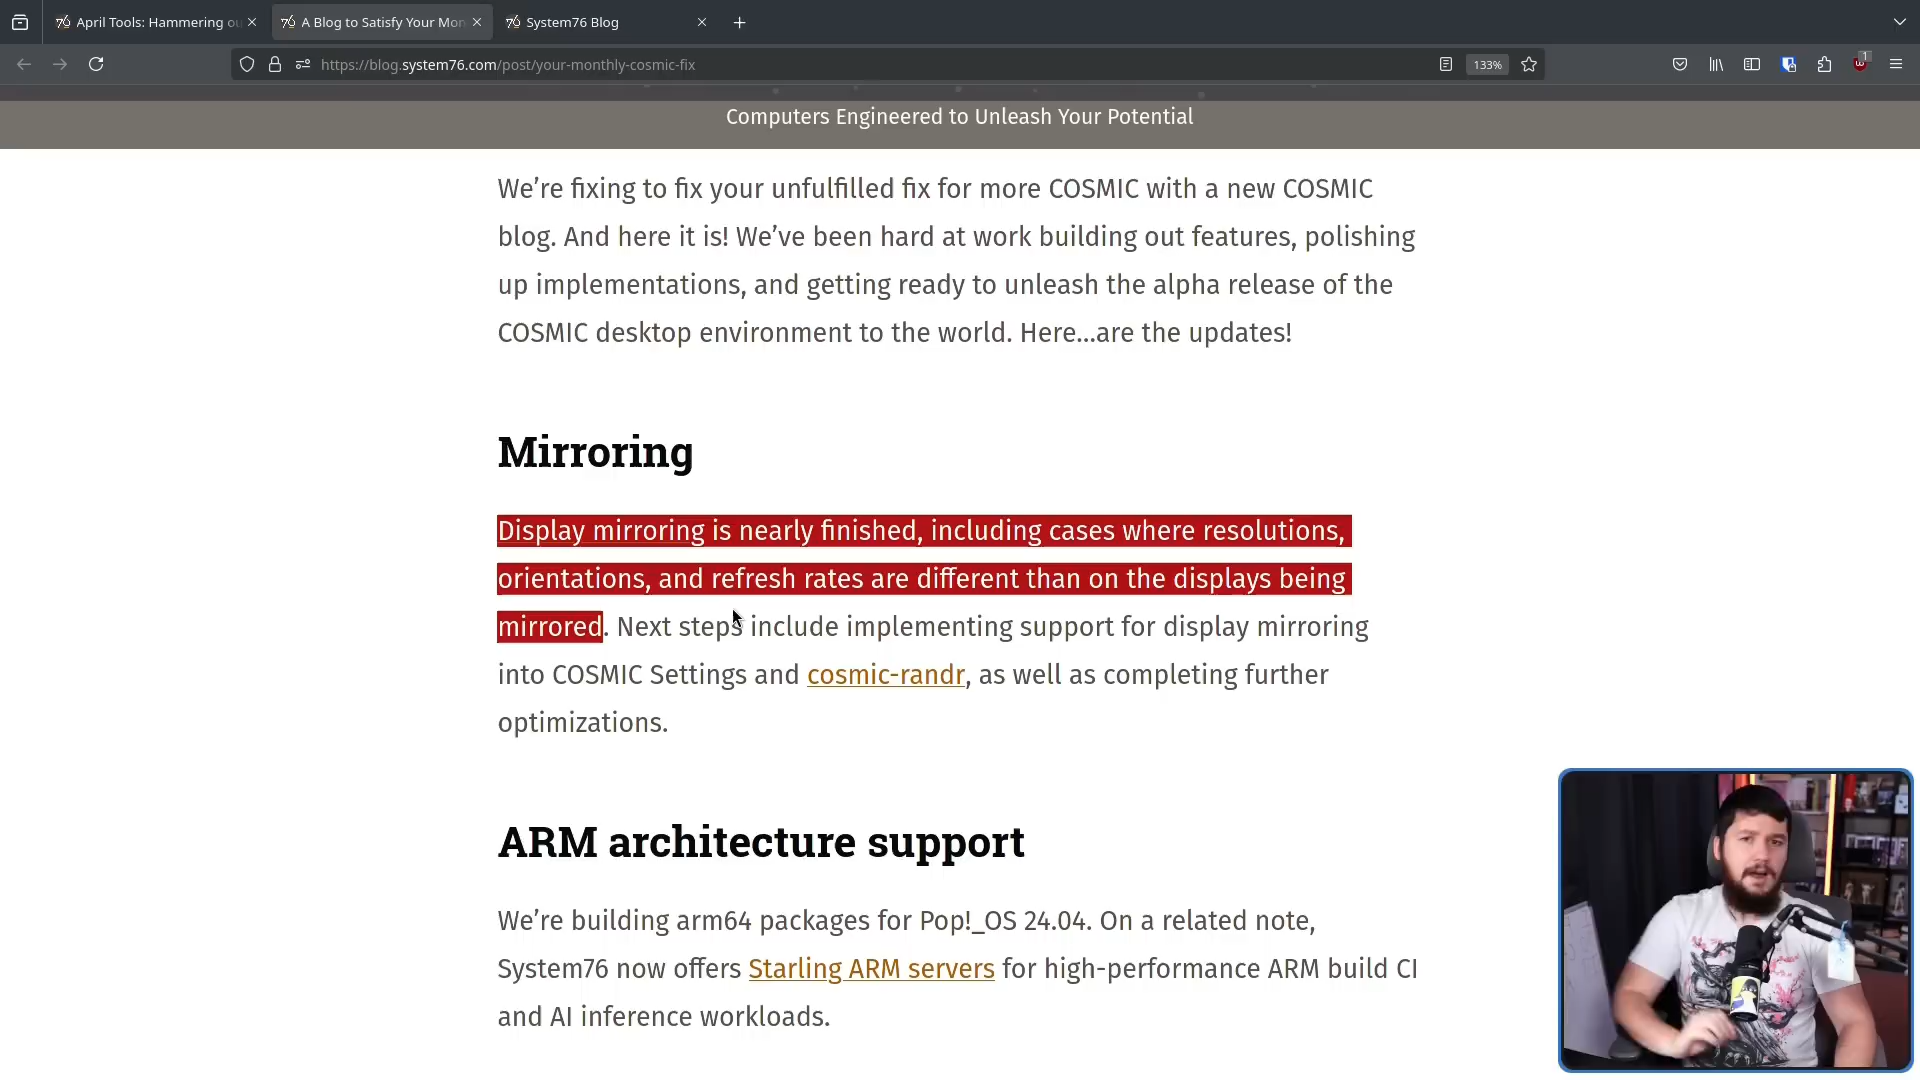 April Tools: Hammering ou
A Blog to Satisfy Your Mon
System76 Blog
https://blog.system76.com/post/your-monthly-cosmic-fix
133%
1
Computers Engineered to Unleash Your Potential
We’re fixing to fix your unfulfilled fix for more COSMIC with a new COSMIC
blog. And here it is! We’ve been hard at work building out features, polishing
up implementations, and getting ready to unleash the alpha release of the
COSMIC desktop environment to the world. Here…are the updates!
Mirroring
Display mirroring is nearly finished, including cases where resolutions,
orientations, and refresh rates are different than on the displays being
mirrored. Next steps include implementing support for display mirroring
into COSMIC Settings and cosmic-randr, as well as completing further
optimizations.
ARM architecture support
We’re building arm64 packages for Pop!_OS 24.04. On a related note,
System76 now offers Starling ARM servers for high-performance ARM build CI
and AI inference workloads.